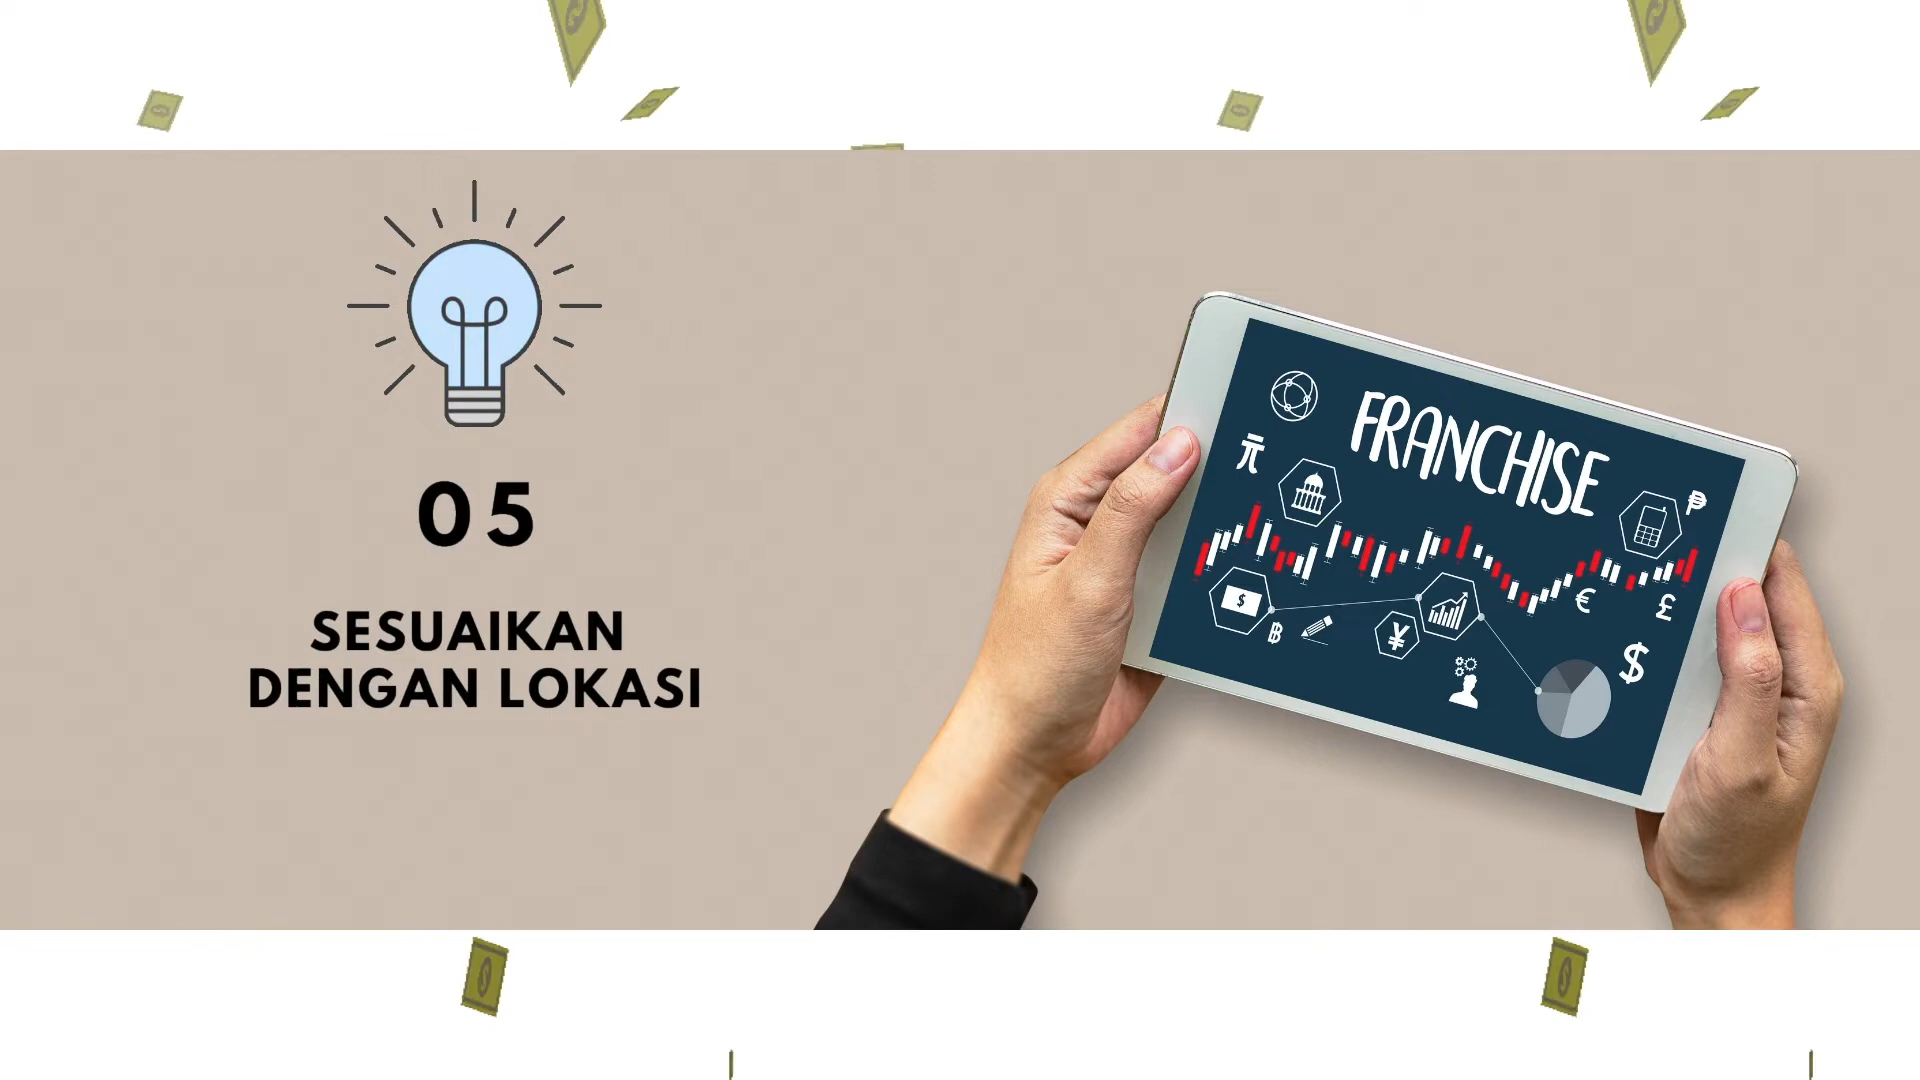 05
SESUAIKAN
DENGAN LOKASI
FRANCHISE
₱
€
£
$
฿
¥
$